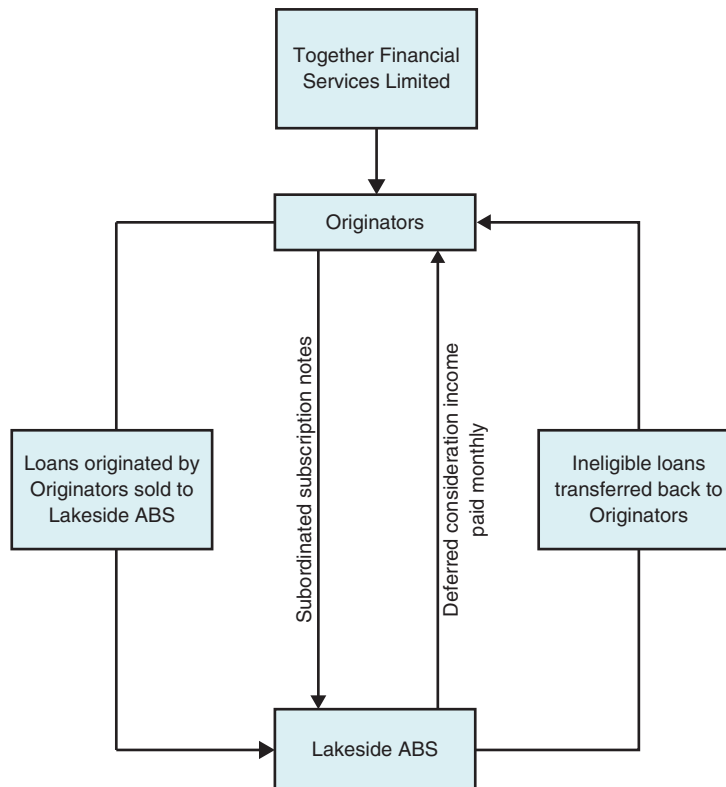 Together Financial
Services Limited
Originators
Subordinated subscription notes
Deferred consideration income
paid monthly
Loans originated by
Originators sold to
Lakeside ABS
Ineligible loans
transferred back to
Originators
Lakeside ABS